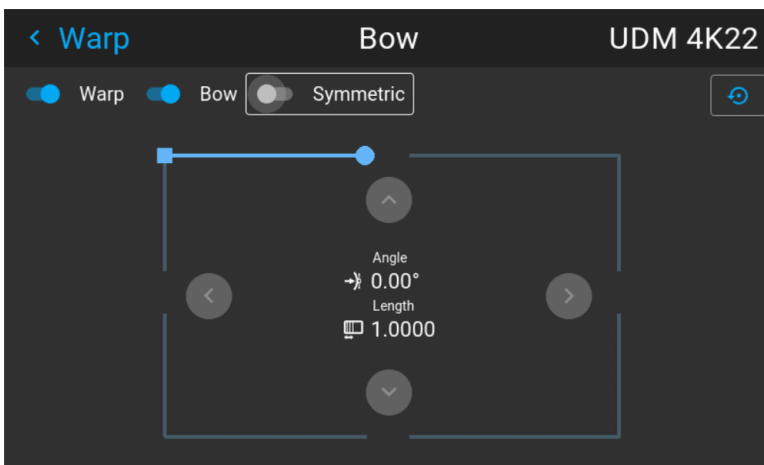 Warp Bow UDM 4K22
Warp Bow Symmetric
Angle
0.00°
Length
1.0000